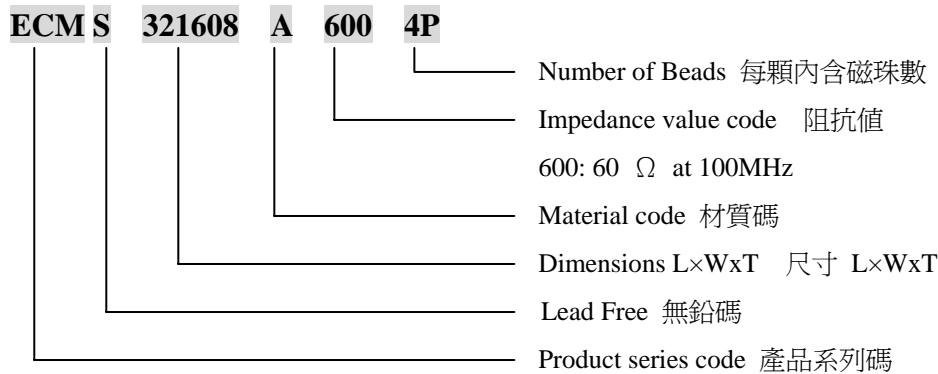 ECM S 321608 A 600 4P
Number of Beads 每顆內含磁珠數
Impedance value code 阻抗值
600: 60 Ω at 100MHz
Material code 材質碼
Dimensions L×WxT 尺寸 L×WxT
Lead Free 無鉛碼
Product series code 產品系列碼